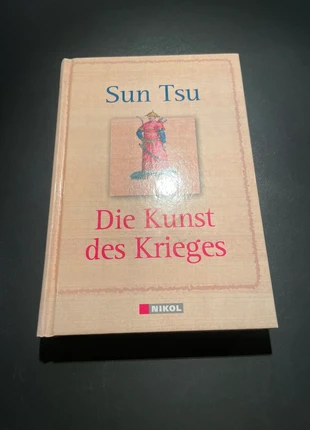 Sun Tsu
Die Kunst
des Krieges
NIKOL